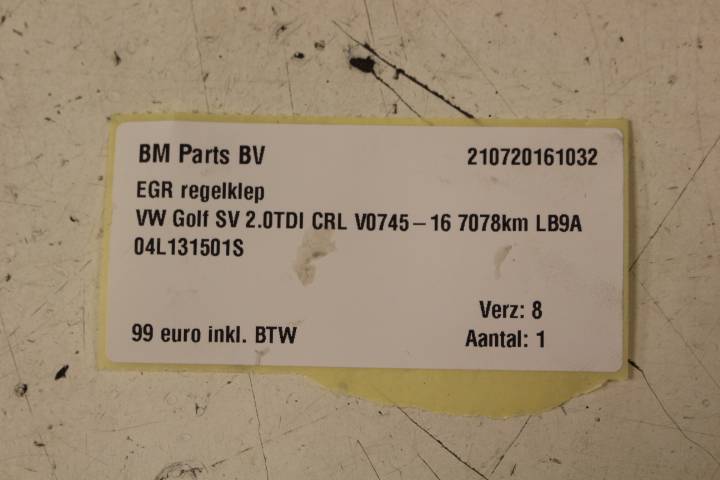 BM Parts BV 210720161032
EGR regelklep
VW Golf SV 2.0TDI CRL V0745-16 7078km LB9A
04L131501S
Verz: 8
99 euro inkl. BTW Aantal: 1